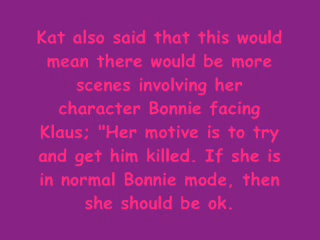 Kat also said that this would
mean there would be more
scenes involving her
character Bonnie facing
Klaus; "Her motive is to try
and get him killed. If she is
in normal Bonnie mode, then
she should be ok.